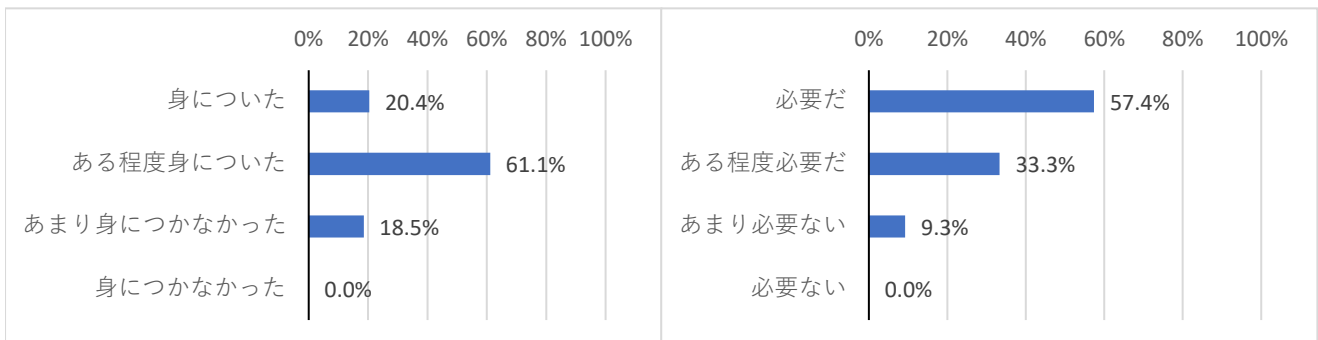 0% 20% 40% 60% 80% 100%
身についた 20.4%
ある程度身についた 61.1%
あまり身につかなかった 18.5%
身につかなかった 0.0%
0% 20% 40% 60% 80% 100%
必要だ 57.4%
ある程度必要だ 33.3%
あまり必要ない 9.3%
必要ない 0.0%